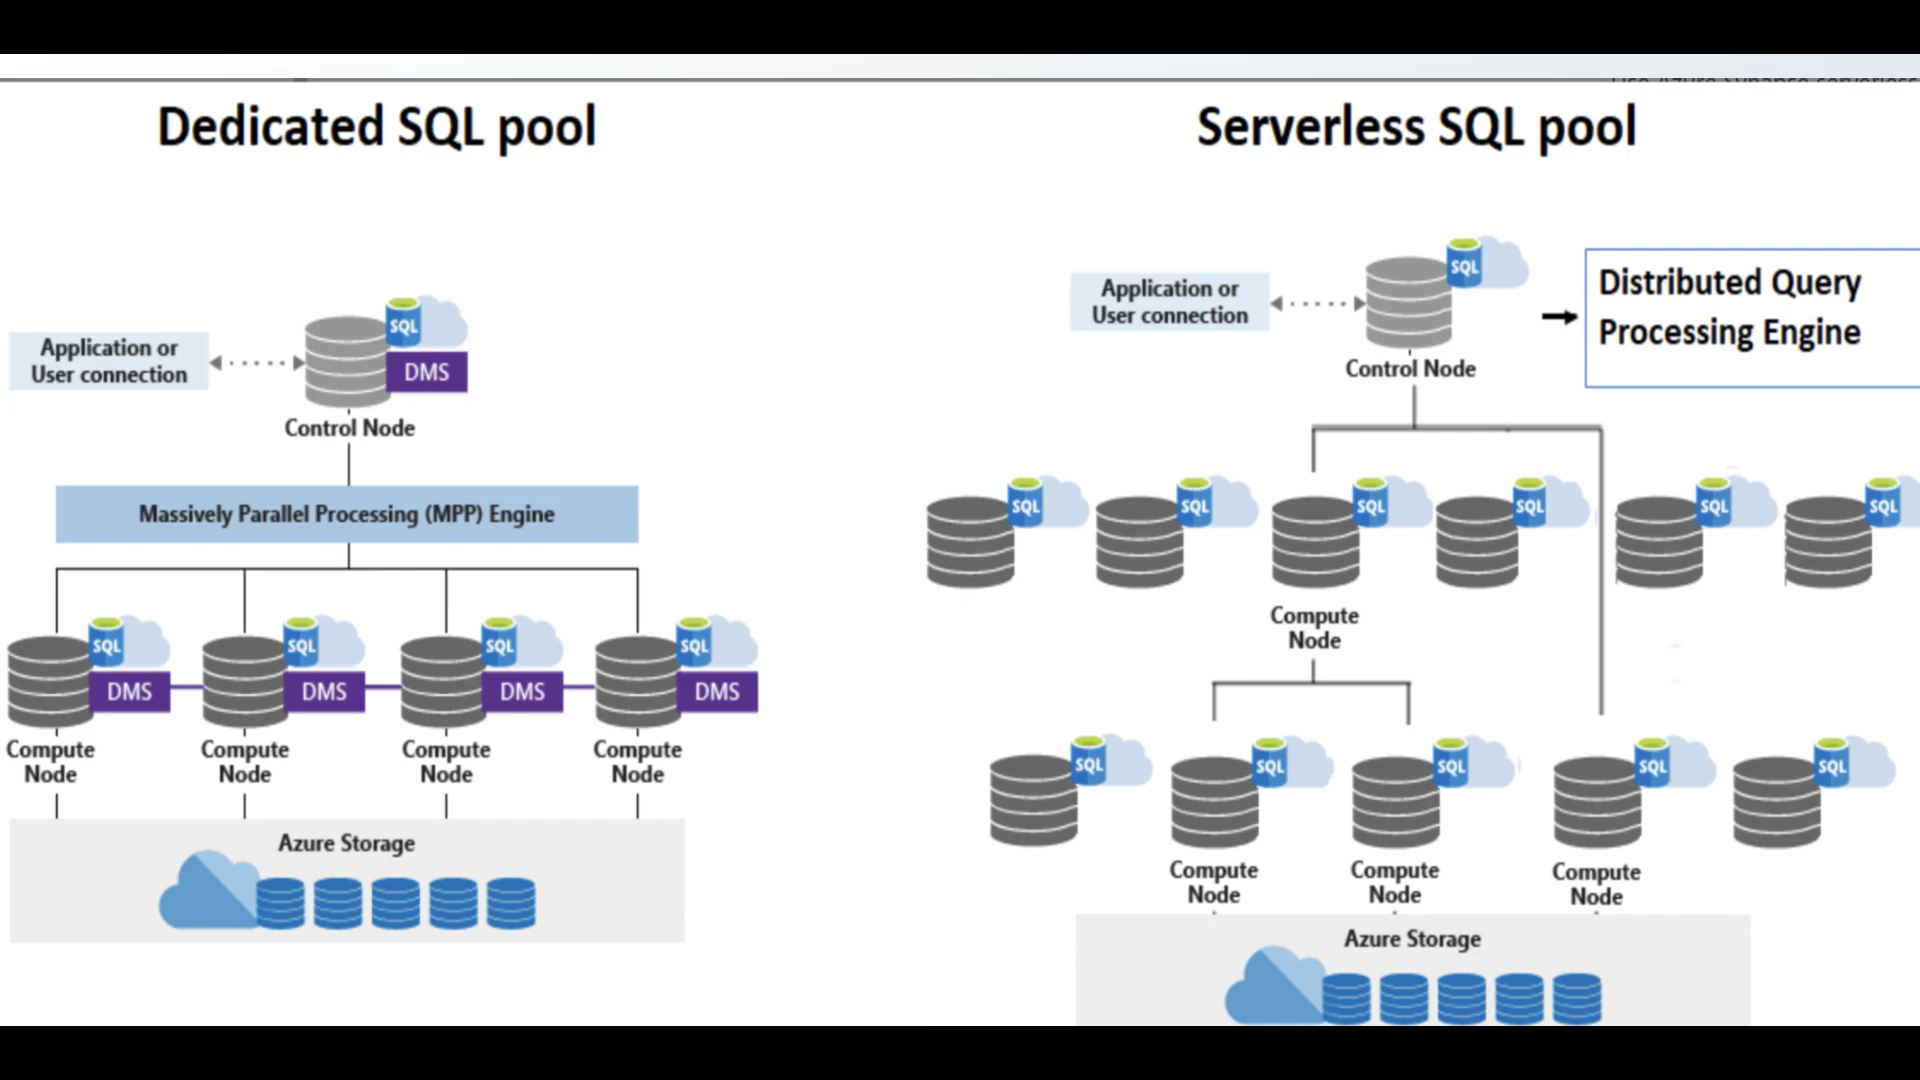 Dedicated SQL pool
Application or
User connection
SQL
DMS
Control Node
Massively Parallel Processing (MPP) Engine
SQL
DMS
SQL
DMS
SQL
DMS
SQL
DMS
Compute
Node
Compute
Node
Compute
Node
Compute
Node
Azure Storage
Serverless SQL pool
Application or
User connection
SQL
Control Node
Distributed Query
Processing Engine
SQL
SQL
SQL
SQL
SQL
SQL
Compute
Node
SQL
SQL
SQL
SQL
SQL
Compute
Node
Compute
Node
Compute
Node
Azure Storage